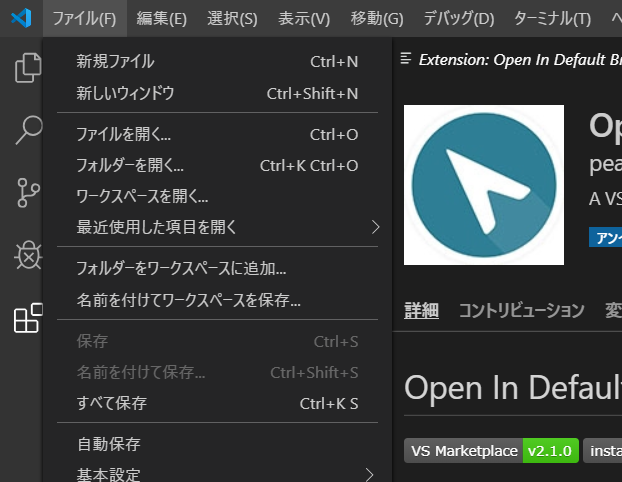 ファイル(F) 編集(E) 選択(S) 表示(V) 移動(G) デバッグ(D) ターミナル(T)
新規ファイル Ctrl+N
新しいウィンドウ Ctrl+Shift+N
ファイルを開く... Ctrl+O
フォルダーを開く... Ctrl+K Ctrl+O
ワークスペースを開く...
最近使用した項目を開く
フォルダーをワークスペースに追加...
名前を付けてワークスペースを保存...
保存 Ctrl+S
名前を付けて保存... Ctrl+Shift+S
すべて保存 Ctrl+K S
自動保存
基本設定
Extension: Open In Default Br
Op
pea
A VS
アンイ
詳細 コントリビューション 変
Open In Default
VS Marketplace v2.1.0 insta